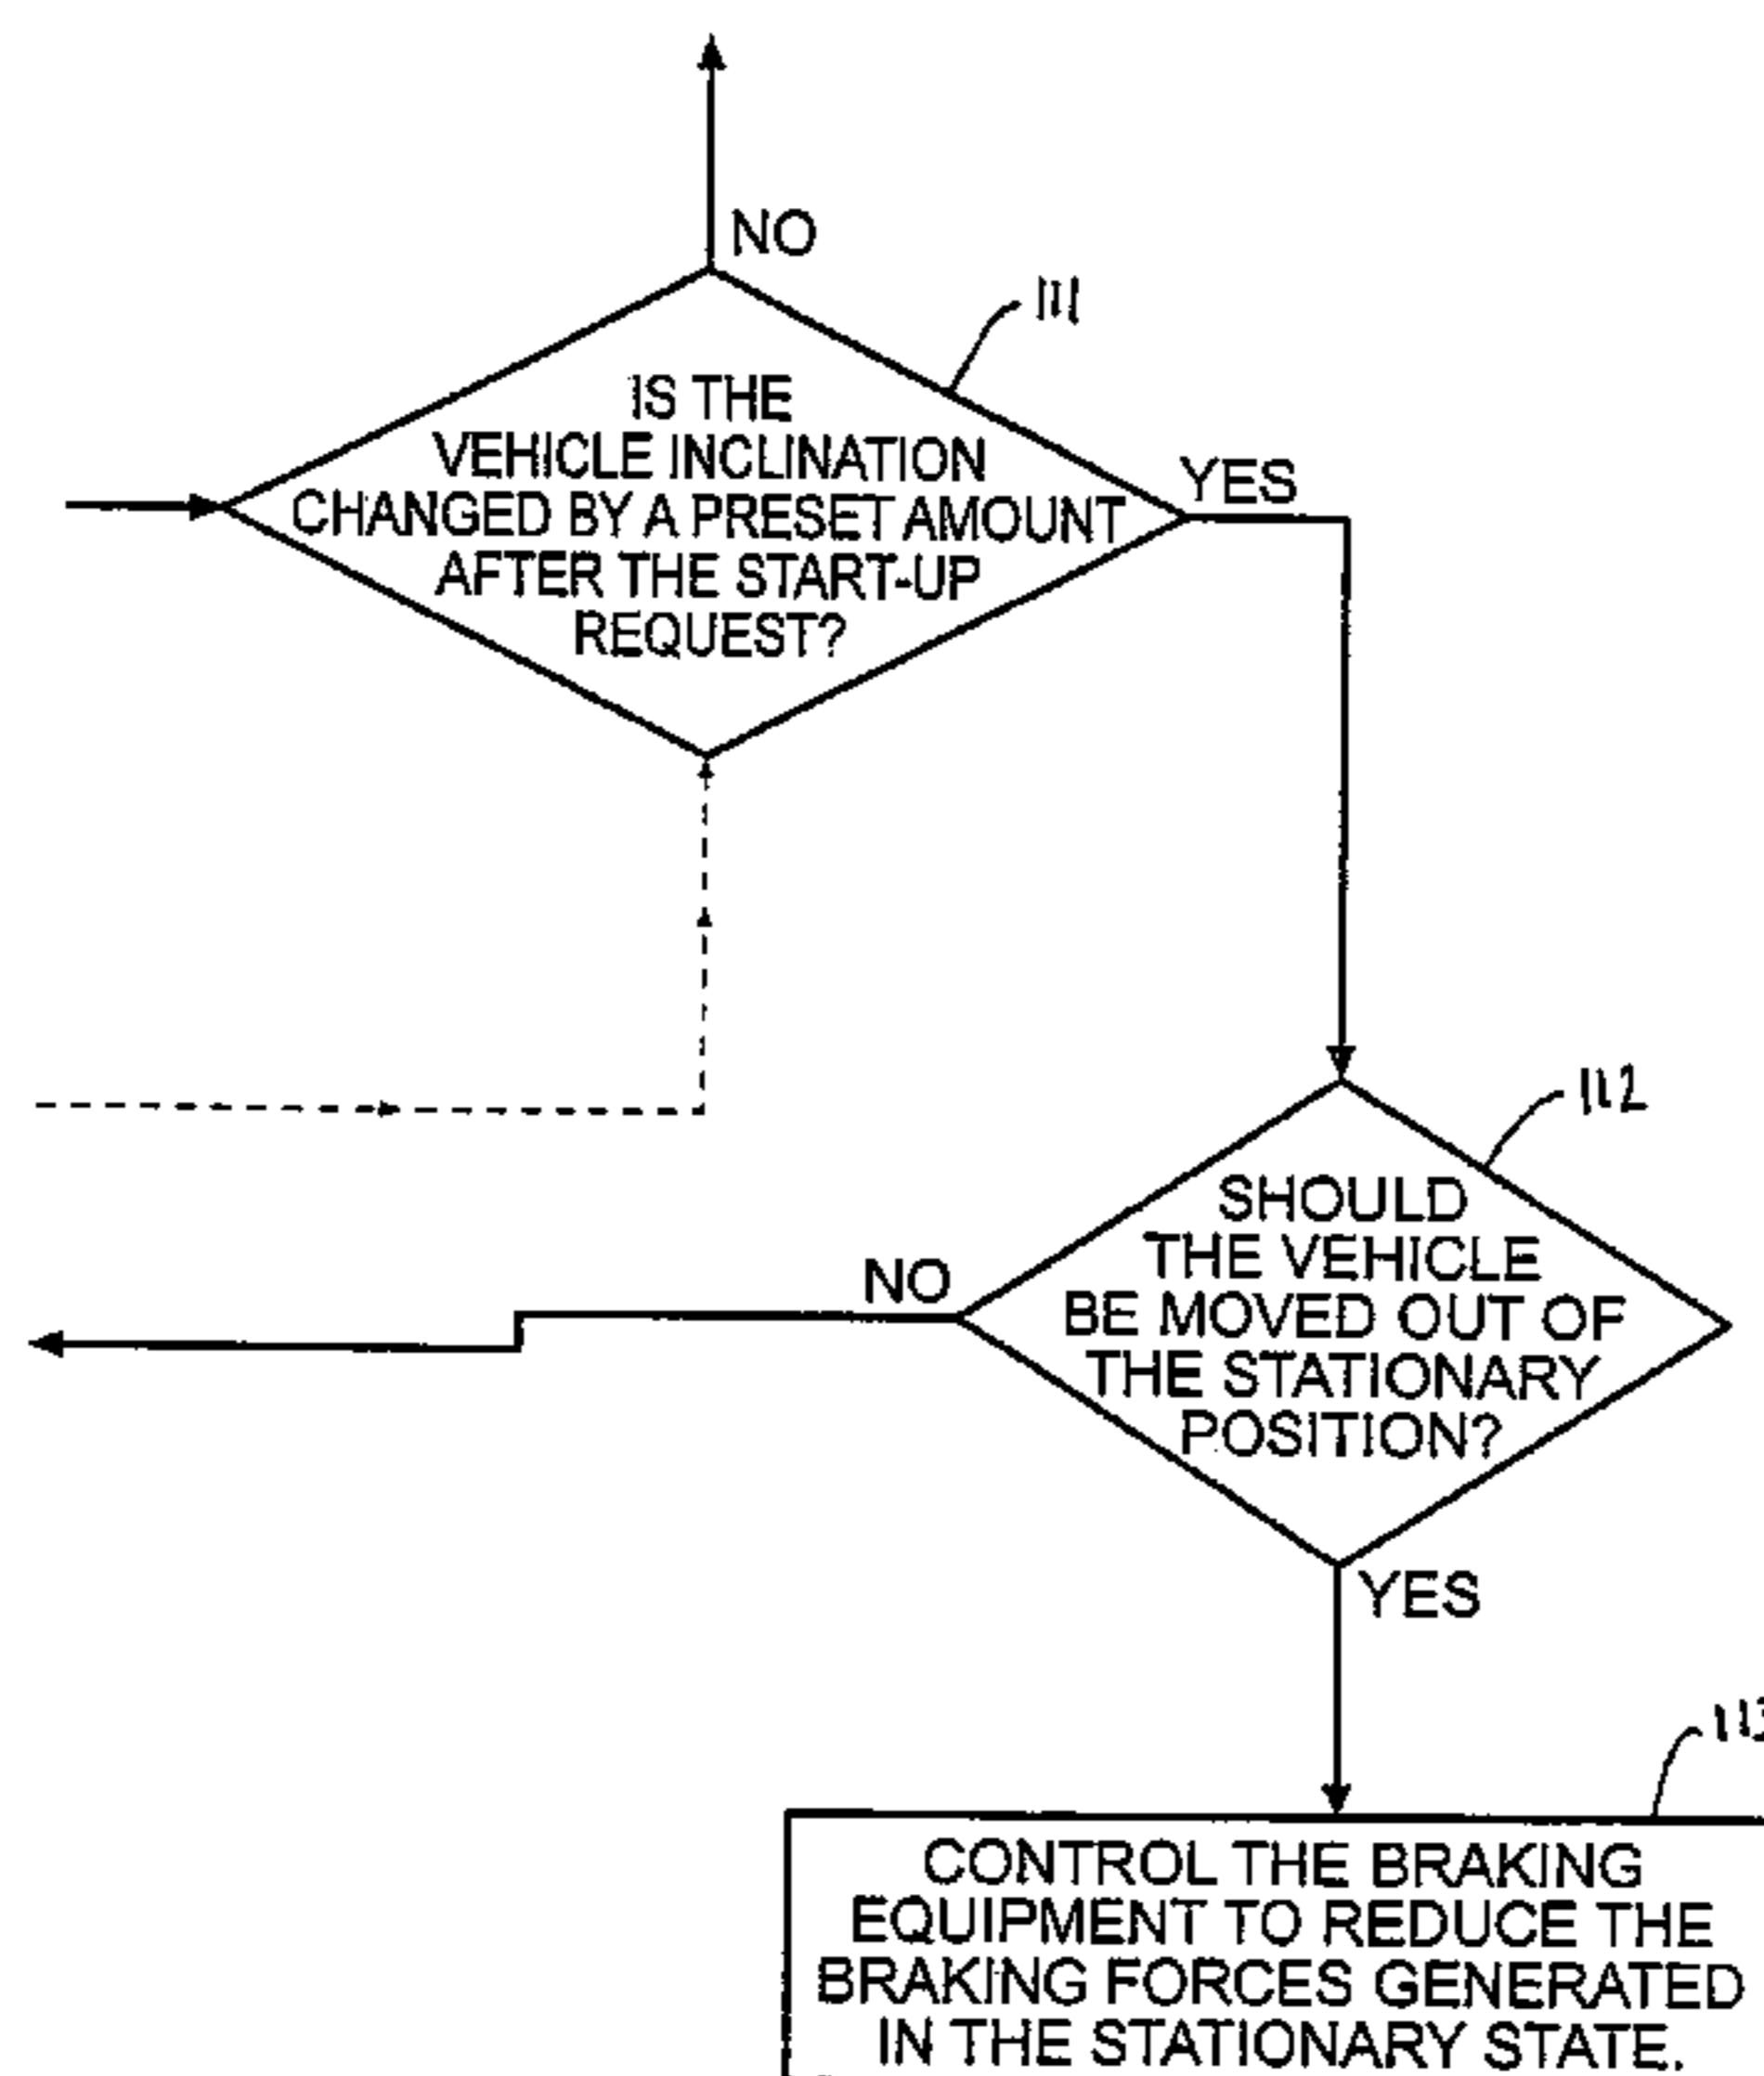 NO
111
IS THE
VEHICLE INCLINATION
CHANGED BY A PRESET AMOUNT
AFTER THE START-UP
REQUEST?
YES
112
SHOULD
THE VEHICLE
BE MOVED OUT OF
THE STATIONARY
POSITION?
NO
YES
113
CONTROL THE BRAKING
EQUIPMENT TO REDUCE THE
BRAKING FORCES GENERATED
IN THE STATIONARY STATE.